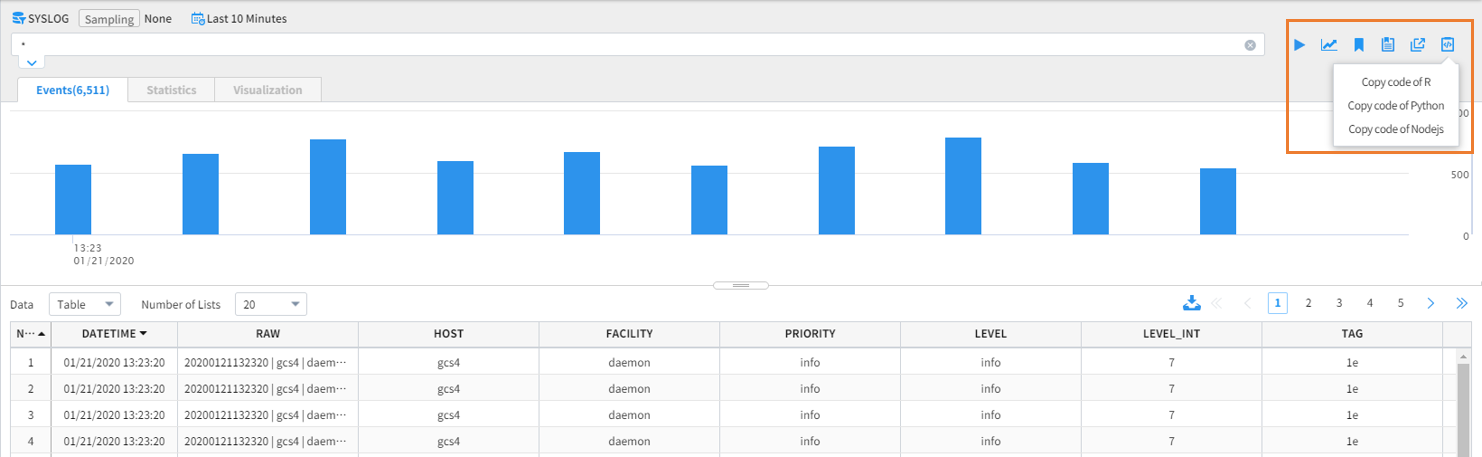 SYSLOG Sampling None Last 10 Minutes
*
Copy code of R
Copy code of Python
Copy code of Nodejs
Events(6,511) Statistics Visualization
500
0
13:23
01/21/2020
Data Table Number of Lists 20 1 2 3 4 5
N··· DATETIME RAW HOST FACILITY PRIORITY LEVEL LEVEL_INT TAG
1 01/21/2020 13:23:20 20200121132320 | gcs4 | daem··· gcs4 daemon info info 7 1e
2 01/21/2020 13:23:20 20200121132320 | gcs4 | daem··· gcs4 daemon info info 7 1e
3 01/21/2020 13:23:20 20200121132320 | gcs4 | daem··· gcs4 daemon info info 7 1e
4 01/21/2020 13:23:20 20200121132320 | gcs4 | daem··· gcs4 daemon info info 7 1e